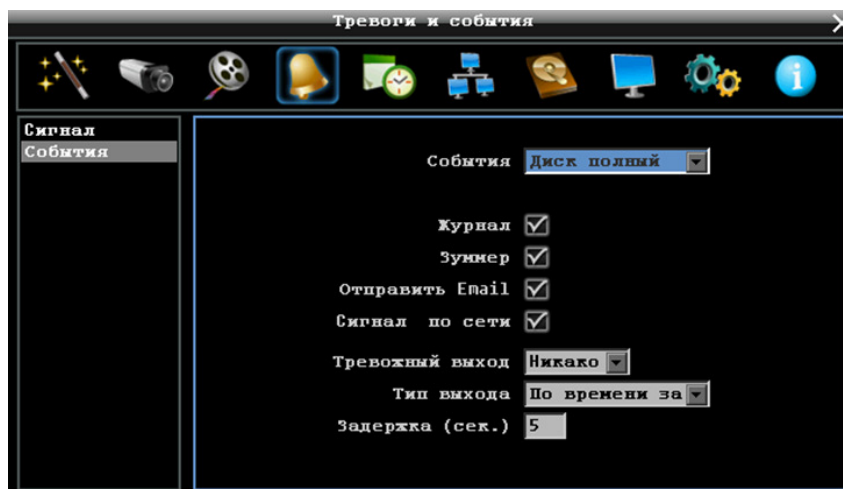 Тревоги и события
Сигнал
События
События Диск полный
Журнал
Зуммер
Отправить Email
Сигнал по сети
Тревожный выход Никако
Тип выхода По времени за
Задержка (сек.) 5